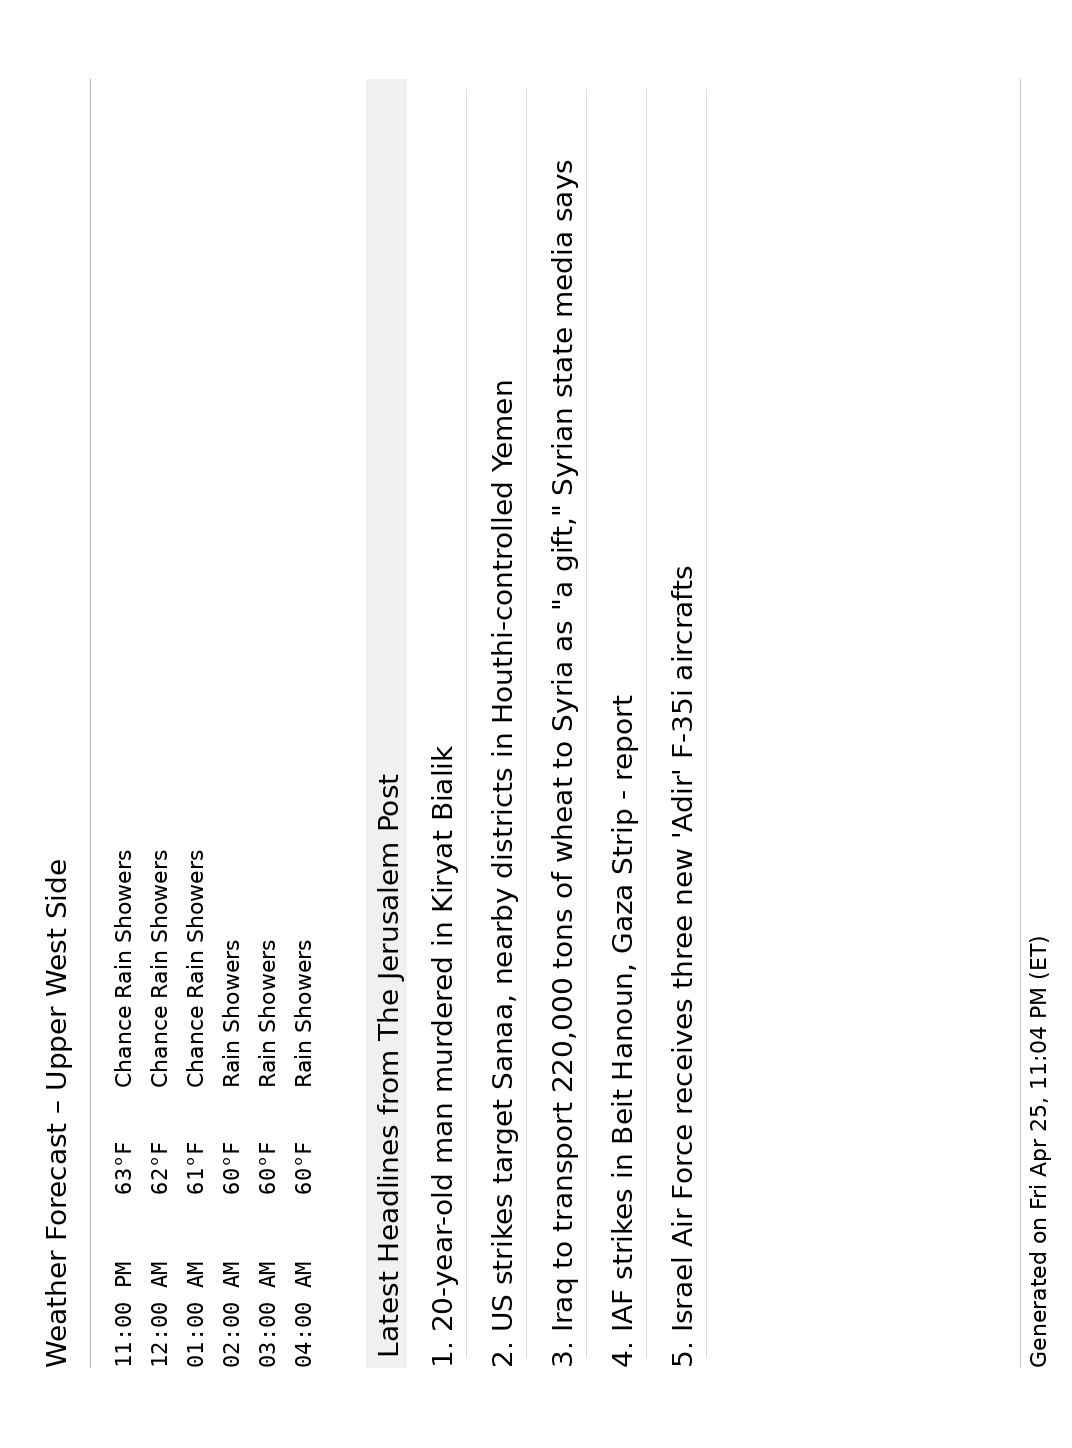 Weather Forecast – Upper West Side
11:00 PM 63°F Chance Rain Showers
12:00 AM 62°F Chance Rain Showers
01:00 AM 61°F Chance Rain Showers
02:00 AM 60°F Rain Showers
03:00 AM 60°F Rain Showers
04:00 AM 60°F Rain Showers
Latest Headlines from The Jerusalem Post
1. 20-year-old man murdered in Kiryat Bialik
2. US strikes target Sanaa, nearby districts in Houthi-controlled Yemen
3. Iraq to transport 220,000 tons of wheat to Syria as "a gift," Syrian state media says
4. IAF strikes in Beit Hanoun, Gaza Strip - report
5. Israel Air Force receives three new 'Adir' F-35i aircrafts
Generated on Fri Apr 25, 11:04 PM (ET)